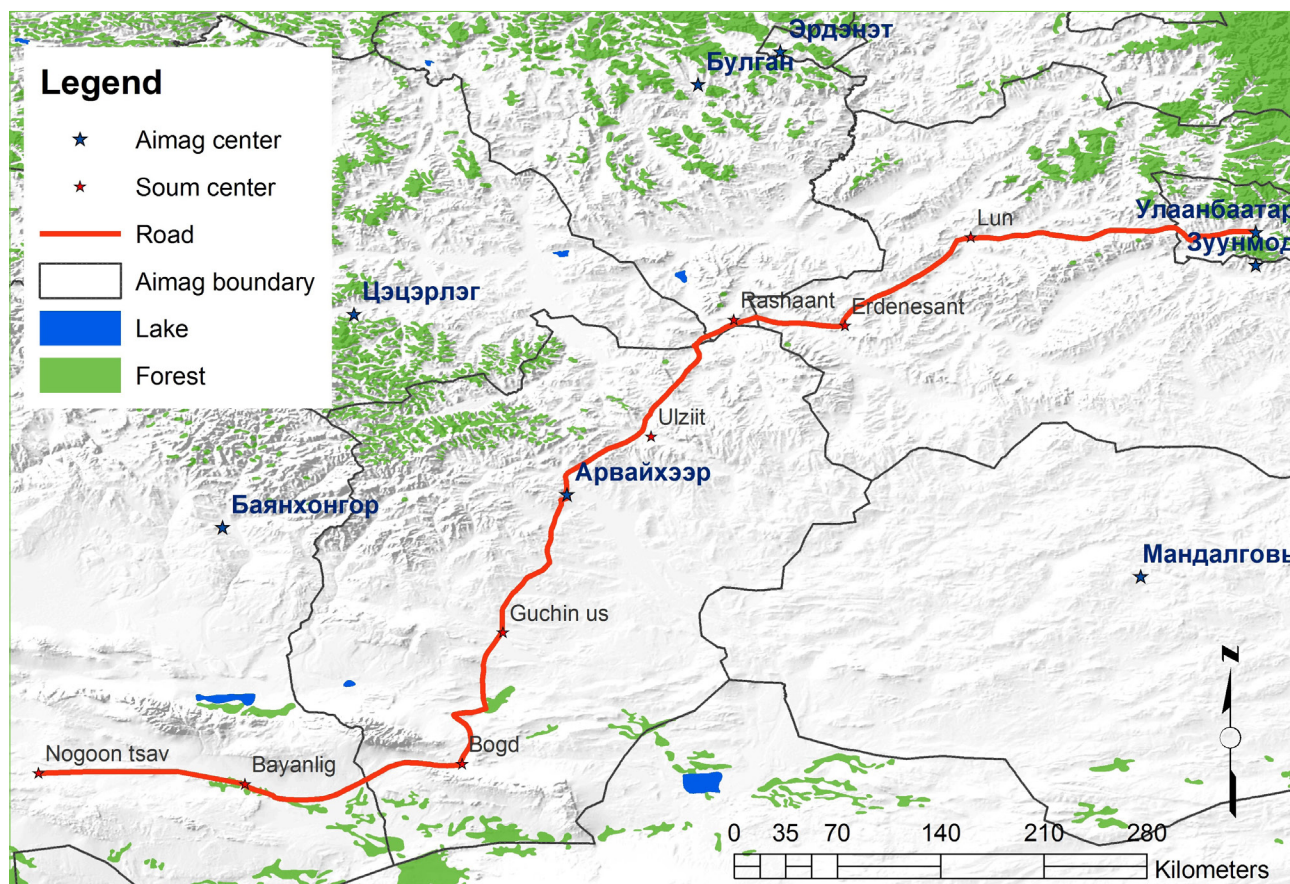 Legend
Aimag center
Soum center
Road
Aimag boundary
Lake
Forest
Эрдэнэт
Булган
Lun
Улаанбаатар
Зуунмод
Цэцэрлэг
Rashaant
Erdenesant
Ulziit
Арвайхээр
Баянхонгор
Мандалговь
Guchin us
N
Nogoon tsav
Bayanlig
Bogd
0 35 70 140 210 280
Kilometers